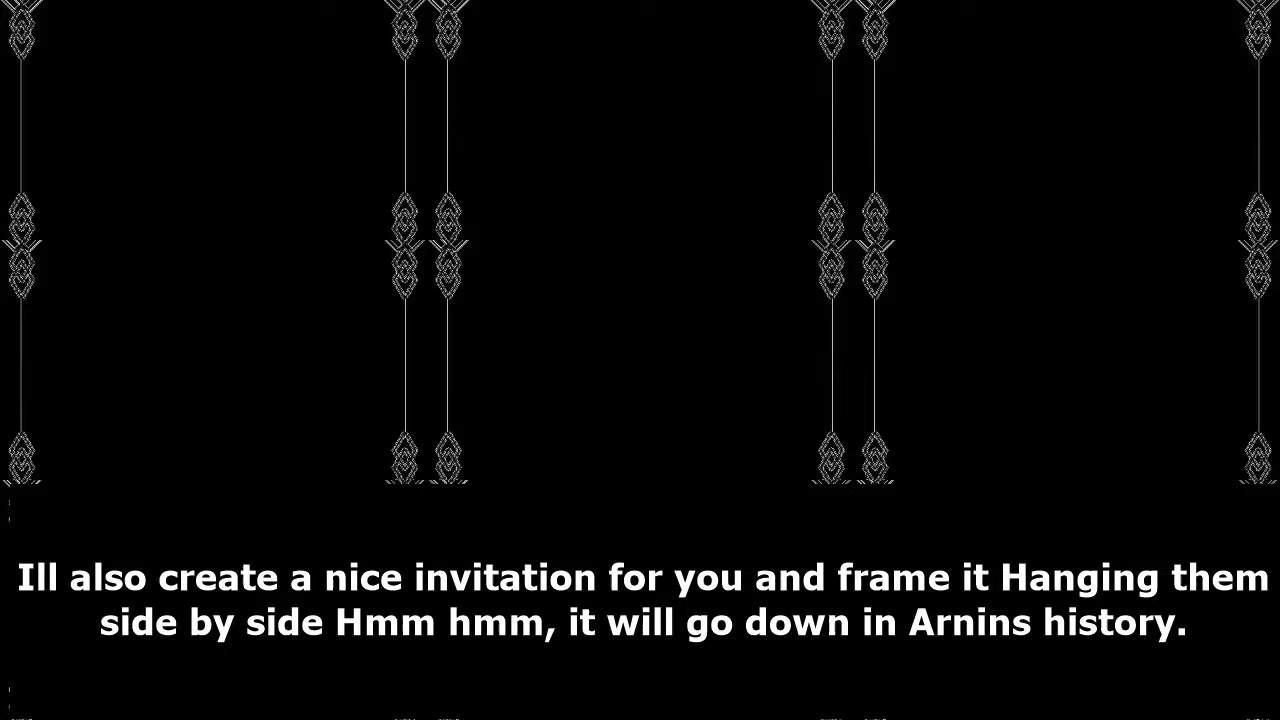 Ill also create a nice invitation for you and frame it Hanging them
side by side Hmm hmm, it will go down in Arnins history.